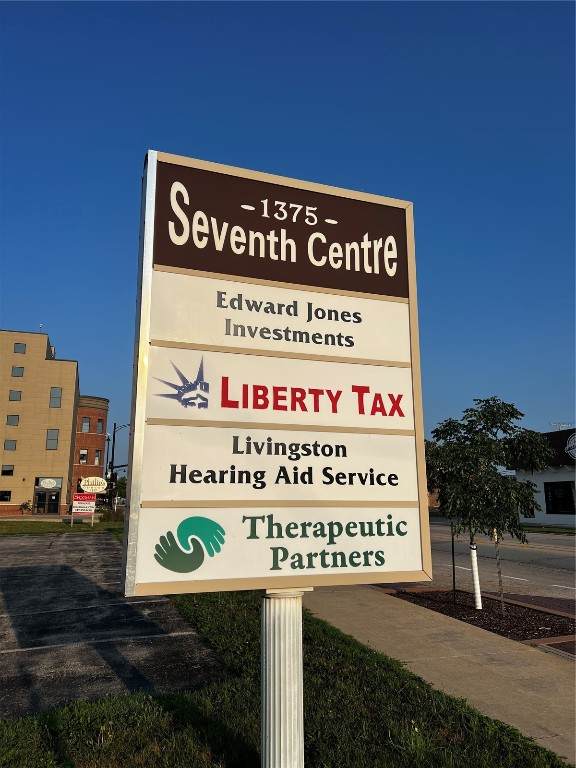 - 1375 -
Seventh Centre
Edward Jones
Investments
LIBERTY TAX
Livingston
Hearing Aid Service
Therapeutic
Partners